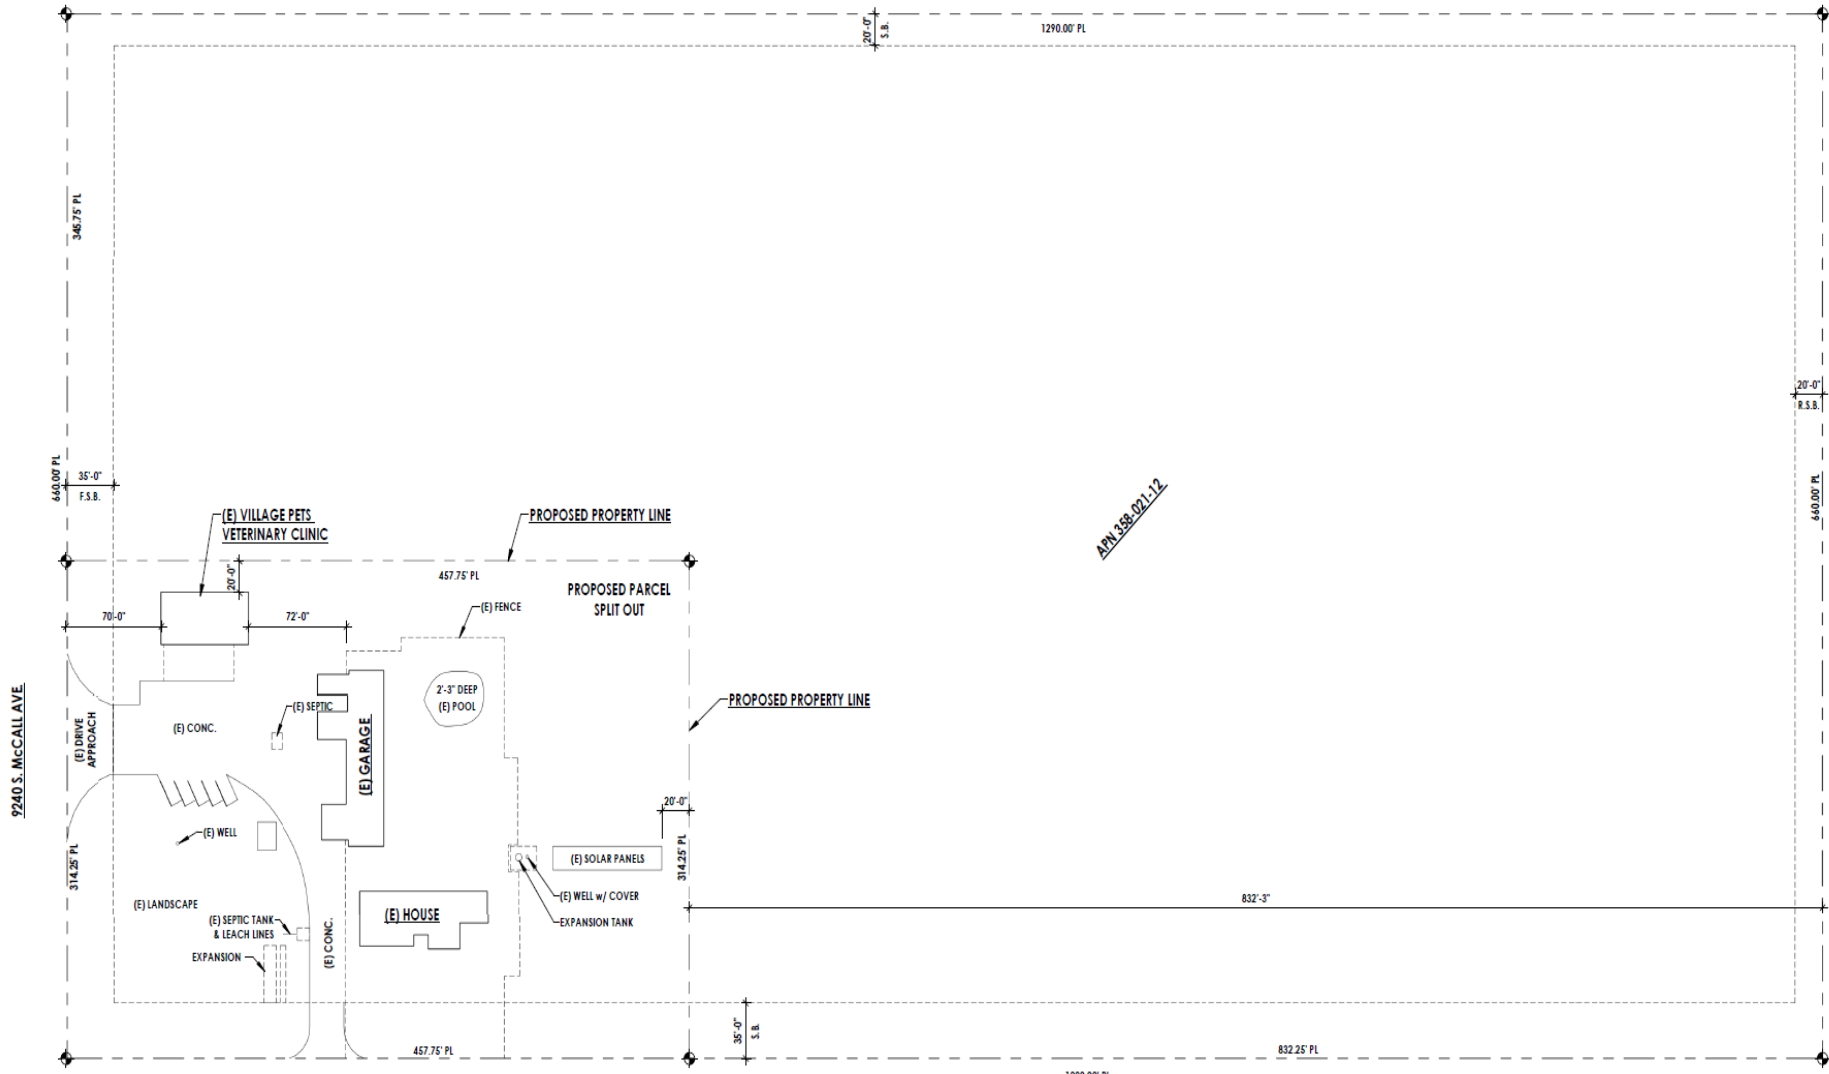 20'-0"
S.B.
1290.00' PL
345.75' PL
20'-0"
R.S.B.
660.00' PL
35'-0"
F.S.B.
660.00' PL
APN 358-021-12
(E) VILLAGE PETS
VETERINARY CLINIC
PROPOSED PROPERTY LINE
20'-0"
457.75' PL
PROPOSED PARCEL
SPLIT OUT
70'-0"
72'-0"
(E) FENCE
2'-3" DEEP
(E) POOL
(E) SEPTIC
PROPOSED PROPERTY LINE
(E) DRIVE
APPROACH
(E) CONC.
(E) GARAGE
9240 S. McCALL AVE
20'-0"
(E) WELL
314.25' PL
(E) SOLAR PANELS
314.25' PL
(E) WELL w/ COVER
EXPANSION TANK
832'-3"
(E) LANDSCAPE
(E) SEPTIC TANK
& LEACH LINES
EXPANSION
(E) CONC.
(E) HOUSE
35'-0"
S.B.
457.75' PL
832.25' PL